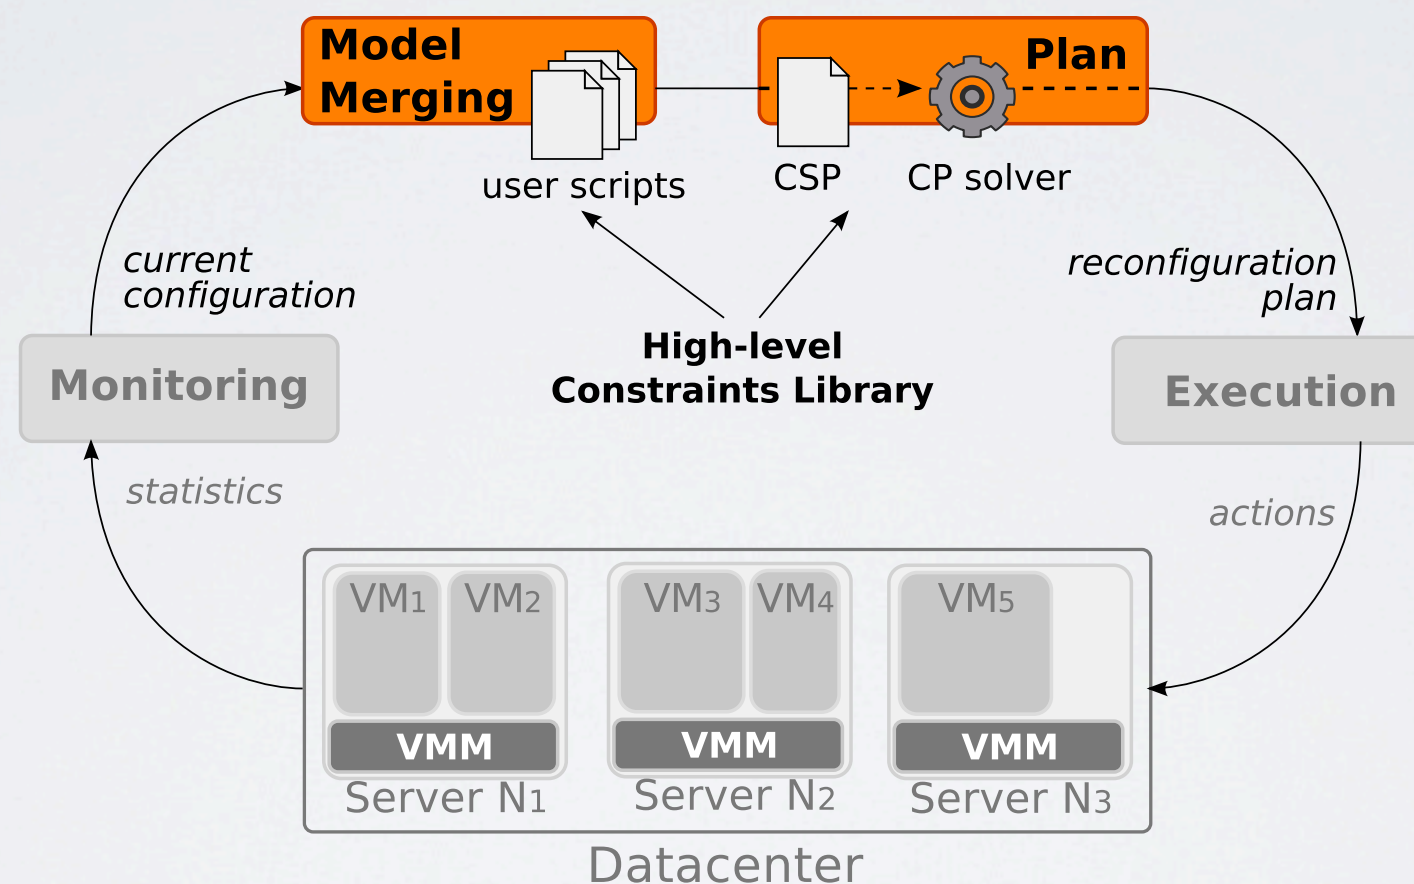 Model
Merging
Plan
user scripts
CSP
CP solver
current
configuration
reconfiguration
plan
High-level
Constraints Library
Monitoring
Execution
statistics
actions
VM1
VM2
VM3
VM4
VM5
VMM
VMM
VMM
Server N1
Server N2
Server N3
Datacenter